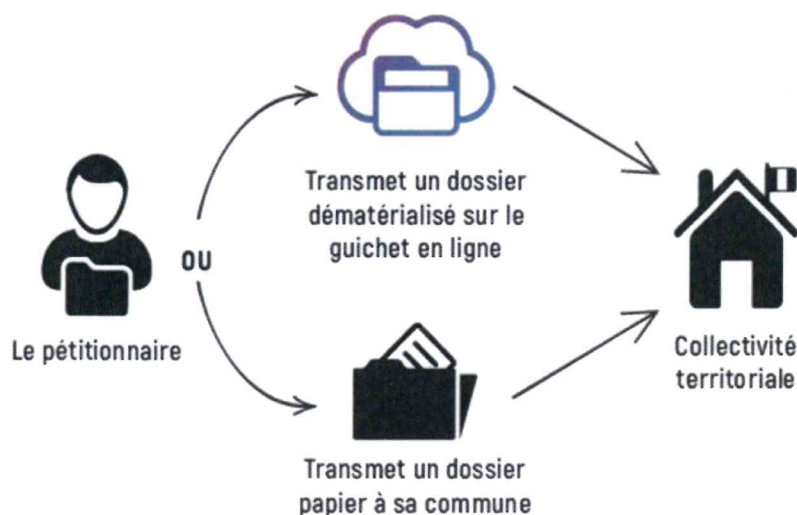 Transmet un dossier
dématérialisé sur le
guichet en ligne
OU
Le pétitionnaire
Collectivité
territoriale
Transmet un dossier
papier à sa commune